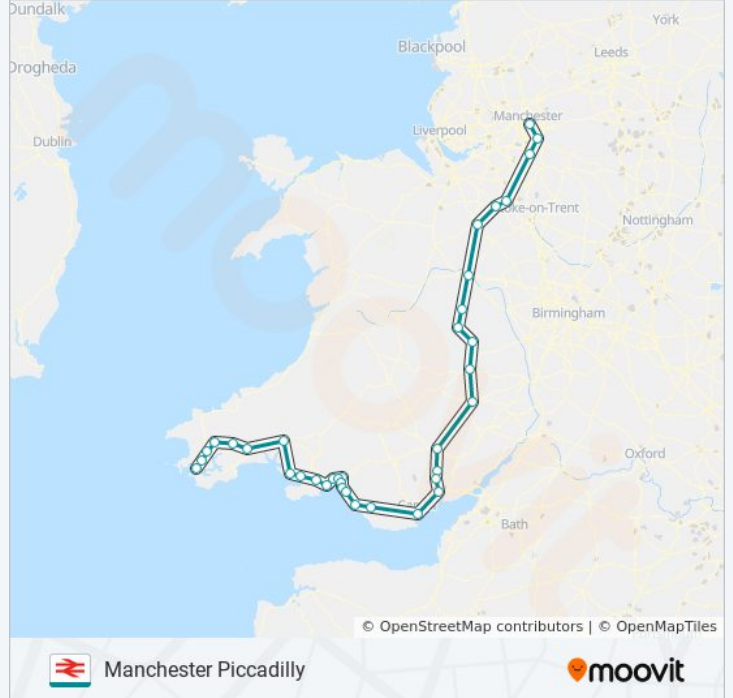 Dundalk
York
Blackpool
Leeds
Drogheda
Manchester
Liverpool
Dublin
oke-on-Trent
Nottingham
Birmingham
Oxford
Bath
© OpenStreetMap contributors | © OpenMapTiles
Manchester Piccadilly
moovit